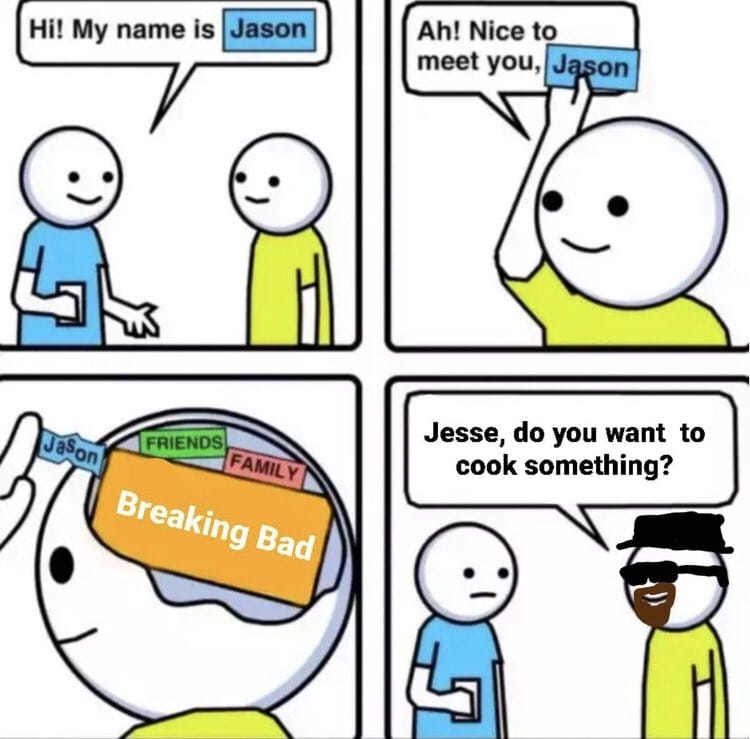 Hi! My name is Jason
Ah! Nice to
meet you, Jason
Jason
FRIENDS
FAMILY
Breaking Bad
Jesse, do you want to
cook something?